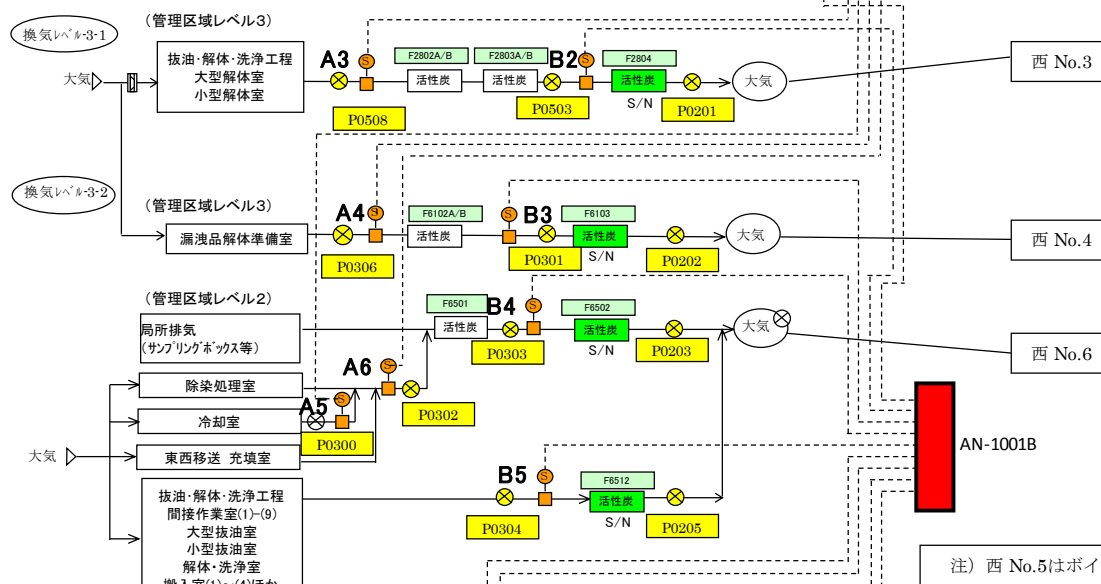 換気レベル-3-1
(管理区域レベル3)
大気
抜油・解体・洗浄工程
大型解体室
小型解体室
A3
S
P0508
F2802A/B
活性炭
F2803A/B
活性炭
B2
S
P0503
F2804
活性炭
S/N
P0201
大気
西 No.3
換気レベル-3-2
(管理区域レベル3)
漏洩品解体準備室
A4
S
P0306
F6102A/B
活性炭
S
B3
P0301
F6103
活性炭
S/N
P0202
大気
西 No.4
(管理区域レベル2)
局所排気
(サンプリングボックス等)
F6501
活性炭
B4
S
P0303
F6502
活性炭
S/N
P0203
大気
西 No.6
除染処理室
A6
S
P0302
冷却室
A5
S
P0300
大気
東西移送 充填室
AN-1001B
抜油・解体・洗浄工程
間接作業室(1)-(9)
大型抜油室
小型抜油室
解体・洗浄室
搬入室(1)~(4)ほか
B5
S
P0304
F6512
活性炭
S/N
P0205
注）西 No.5はボイ